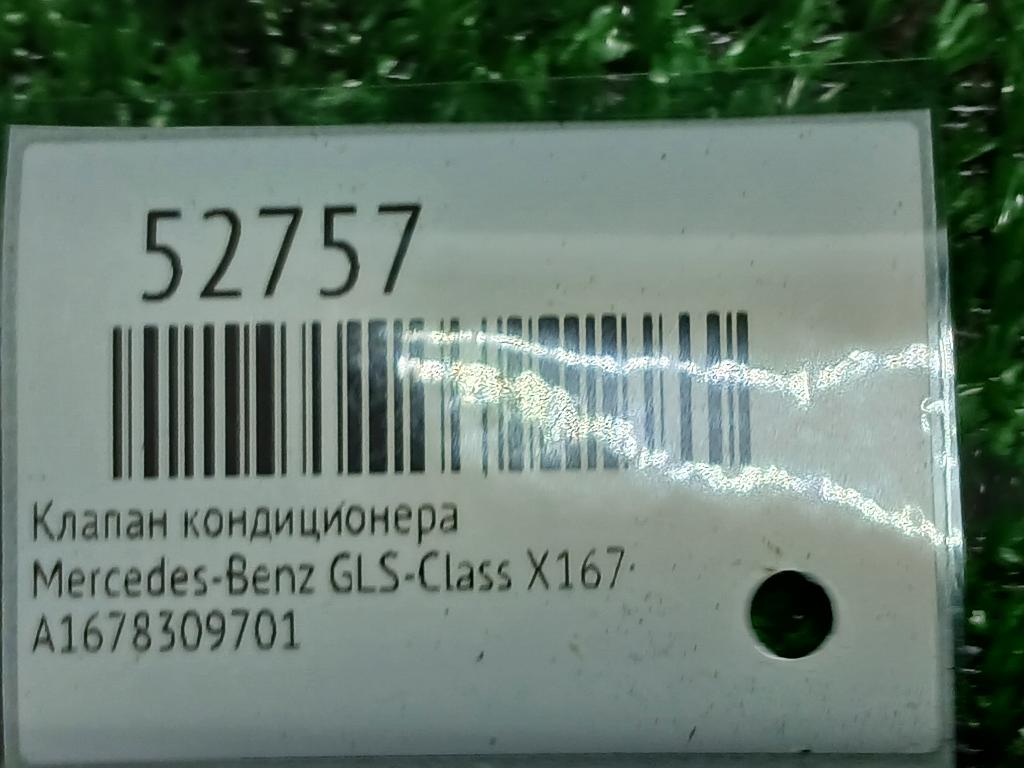 52757
Клапан кондиционера
Mercedes-Benz GLS-Class X167
A1678309701